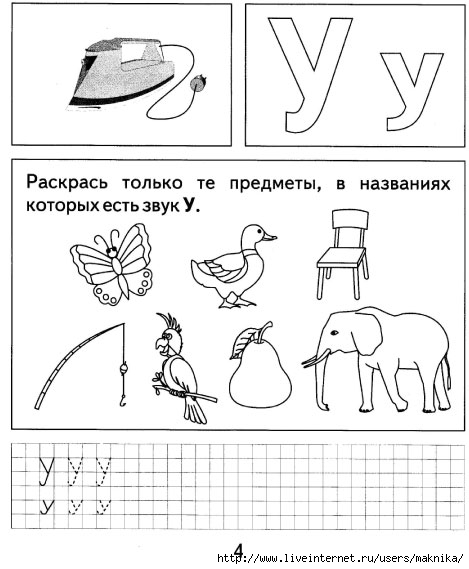 У у
Раскрась только те предметы, в названиях
которых есть звук У.
У У У
у у у
4
http://www.liveinternet.ru/users/maknika/